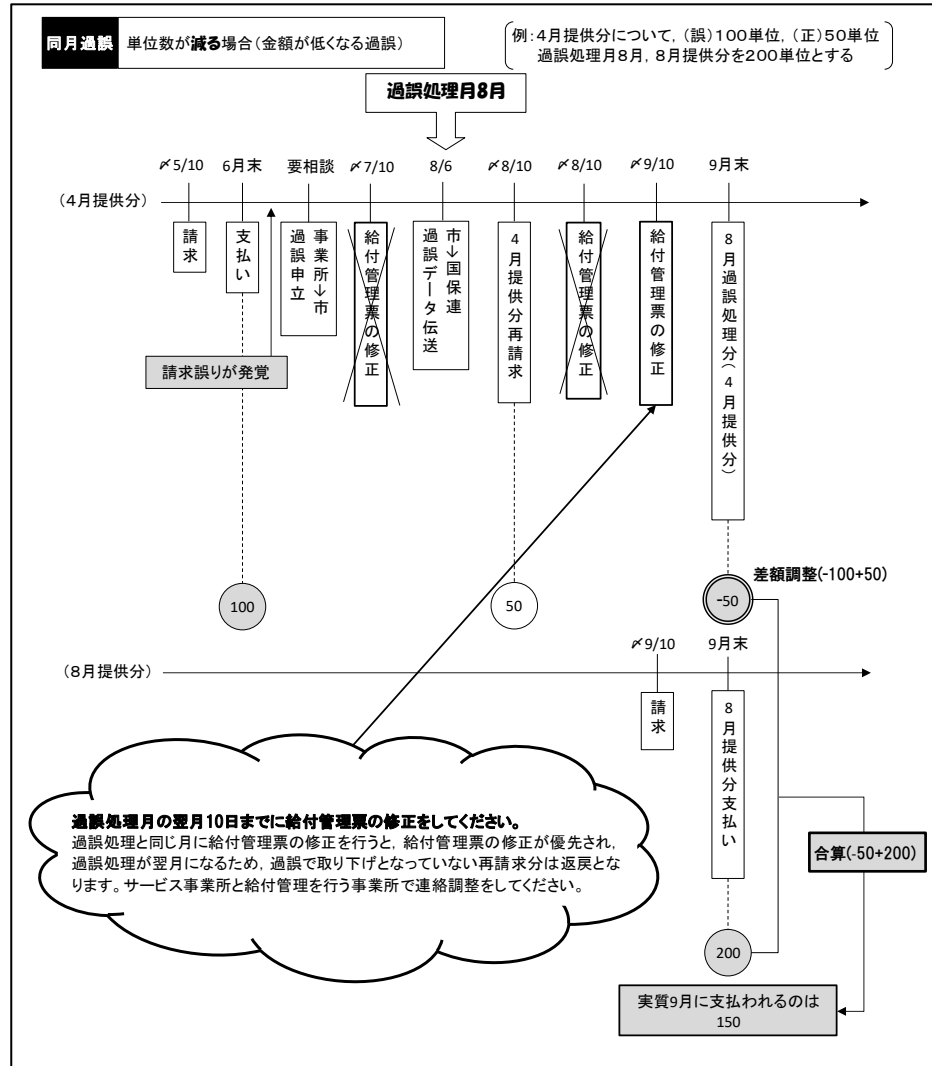 同月過誤 単位数が減る場合(金額が低くなる過誤)
例:4月提供分について,(誤)100単位,(正)50単位
過誤処理月8月,8月提供分を200単位とする
過誤処理月8月
〆5/10 6月末 要相談 〆7/10 8/6 〆8/10 〆8/10 〆9/10 9月末
(4月提供分)
請求
支払い
事業所→市
過誤申立
給付管理票の修正
市→国保連
過誤データ伝送
4月提供分再請求
給付管理票の修正
給付管理票の修正
8月過誤処理分(4月提供分)
請求誤りが発覚
100
50
-50
差額調整(-100+50)
〆9/10 9月末
(8月提供分)
請求
8月提供分支払い
過誤処理月の翌月10日までに給付管理票の修正をしてください。
過誤処理と同じ月に給付管理票の修正を行うと,給付管理票の修正が優先され,
過誤処理が翌月になるため,過誤で取り下げとなっていない再請求分は返戻とな
ります。サービス事業所と給付管理を行う事業所で連絡調整をしてください。
合算(-50+200)
200
実質9月に支払われるのは
150